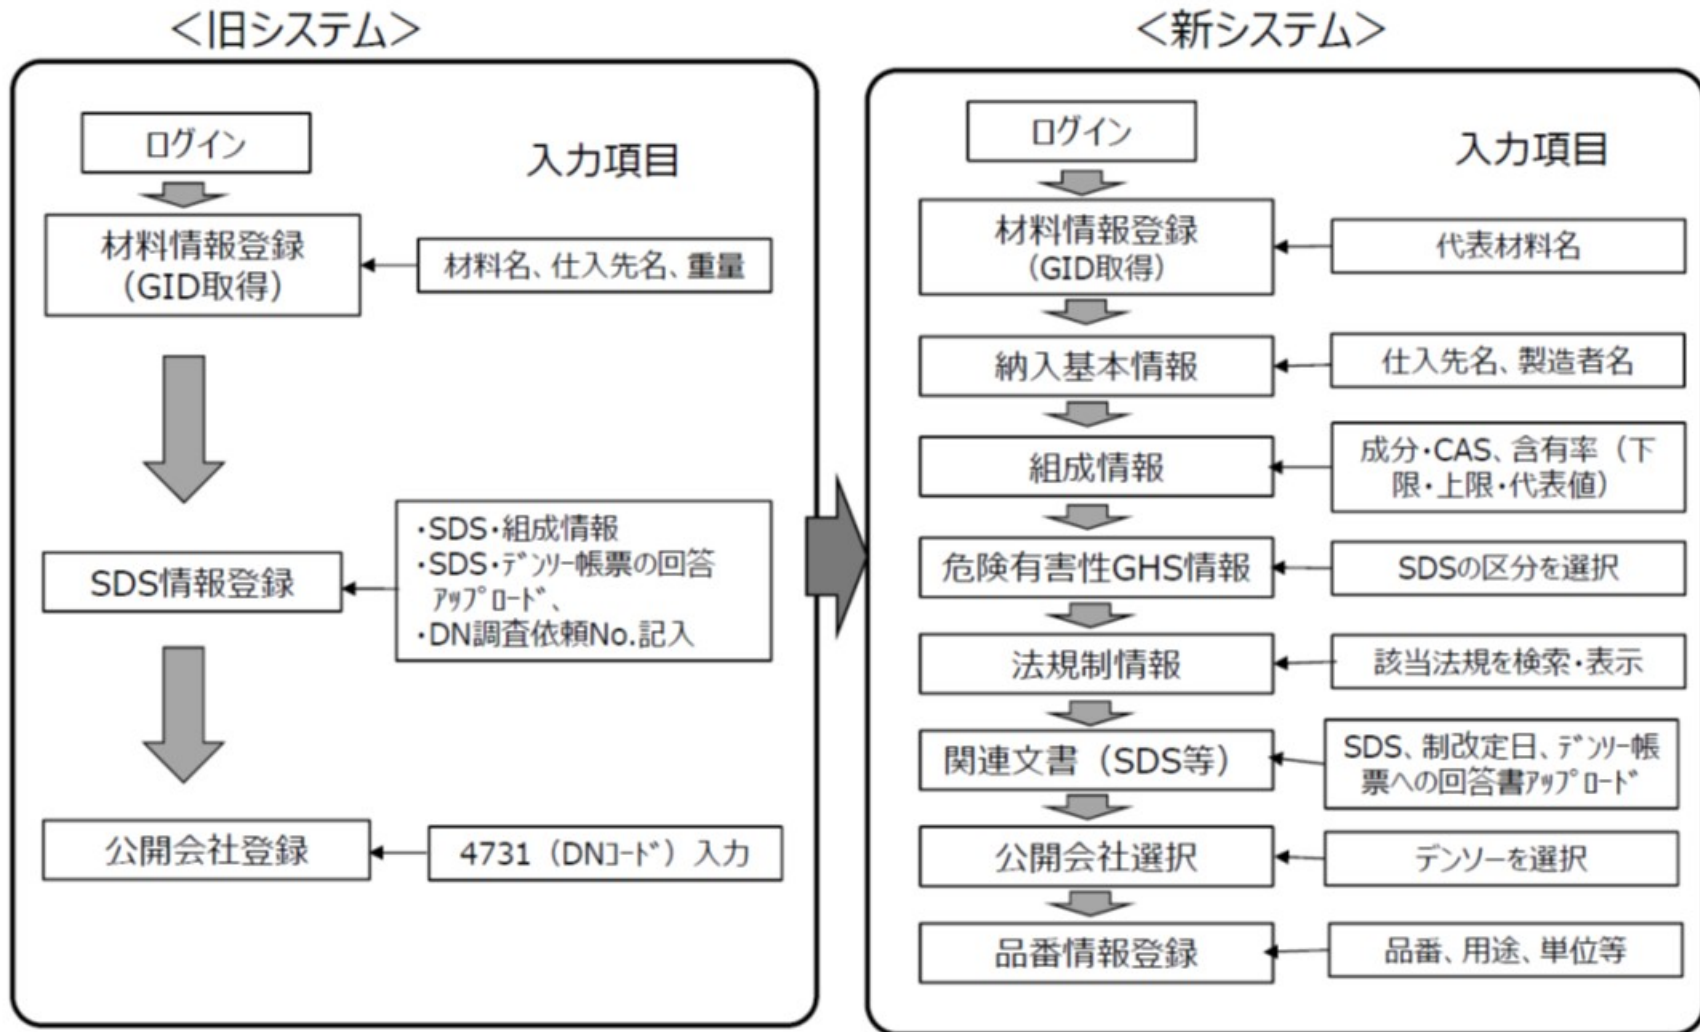 ＜旧システム＞
ログイン
入力項目
材料情報登録
（GID取得）
材料名、仕入先名、重量
SDS情報登録
・SDS・組成情報
・SDS・ﾃﾞﾝｿｰ帳票の回答
ｱｯﾌﾟﾛｰﾄﾞ、
・DN調査依頼No.記入
公開会社登録
4731（DNｺｰﾄﾞ）入力
＜新システム＞
ログイン
入力項目
材料情報登録
（GID取得）
代表材料名
納入基本情報
仕入先名、製造者名
組成情報
成分・CAS、含有率（下
限・上限・代表値）
危険有害性GHS情報
SDSの区分を選択
法規制情報
該当法規を検索・表示
関連文書（SDS等）
SDS、制改定日、ﾃﾞﾝｿｰ帳
票への回答書ｱｯﾌﾟﾛｰﾄﾞ
公開会社選択
デンソーを選択
品番情報登録
品番、用途、単位等